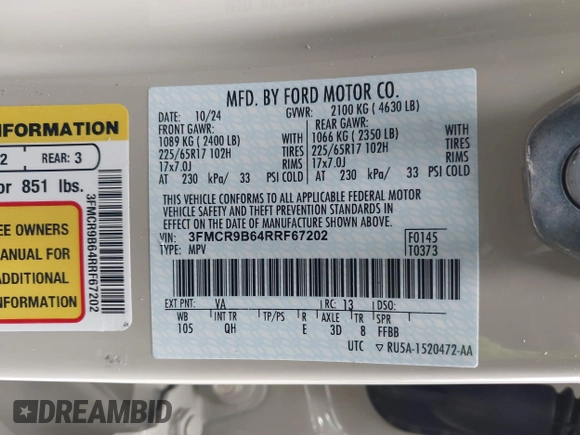 MFD. BY FORD MOTOR CO.
DATE: 10/24 GVWR: 2100 KG ( 4630 LB)
FRONT GAWR: REAR GAWR:
1089 KG ( 2400 LB) WITH 1066 KG ( 2350 LB) WITH
225/65R17 102H TIRES 225/65R17 102H TIRES
17x7.0J RIMS 17x7.0J RIMS
AT 230 kPa/ 33 PSI COLD AT 230 kPa/ 33 PSI COLD
THIS VEHICLE CONFORMS TO ALL APPLICABLE FEDERAL MOTOR
VEHICLE SAFETY AND THEFT PREVENTION STANDARDS IN
EFFECT ON THE DATE OF MANUFACTURE SHOWN ABOVE.
VIN: 3FMCR9B64RRF67202 F0145
TYPE: MPV T0373
EXT PNT: VA RC: 13 DSO:
WB INT TR TP/PS R AXLE TR SPR
105 QH E 3D 8 FFBB
UTC ▽ RU5A-1520472-AA
INFORMATION
2 REAR: 3
or 851 lbs.
EE OWNERS
MANUAL FOR
ADDITIONAL
INFORMATION
3FMCR9B64RRF67202
DREAMBID